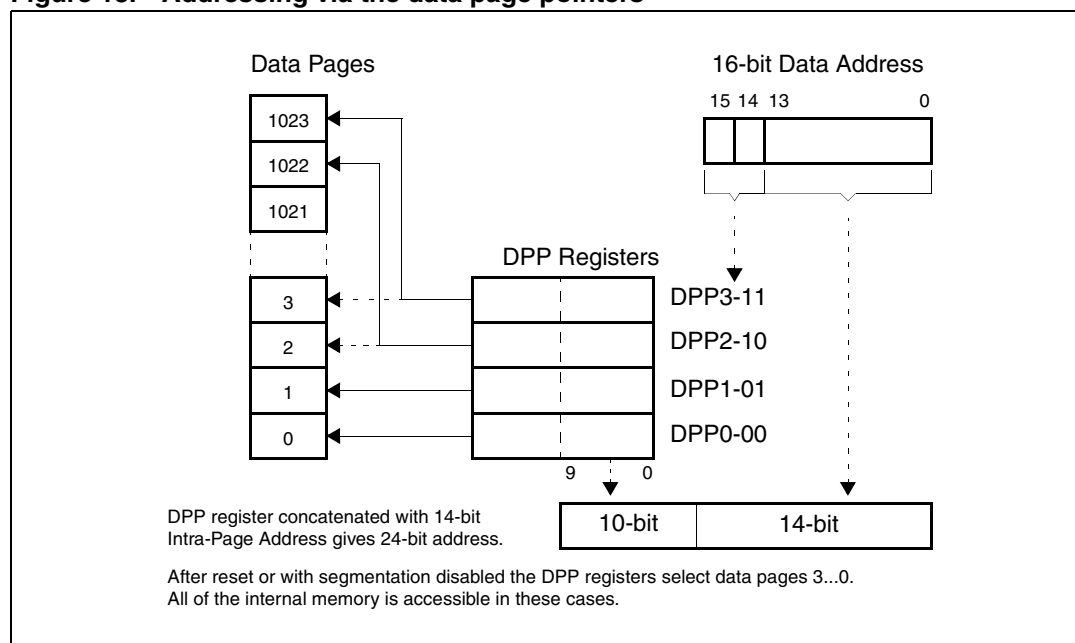 Figure Addressing via the data page pointers
Data Pages
16-bit Data Address
15 14 13 0
1023
1022
1021
DPP Registers
3
DPP3-11
2
DPP2-10
1
DPP1-01
0
DPP0-00
9 0
DPP register concatenated with 14-bit
Intra-Page Address gives 24-bit address.
10-bit
14-bit
After reset or with segmentation disabled the DPP registers select data pages 3...0.
All of the internal memory is accessible in these cases.